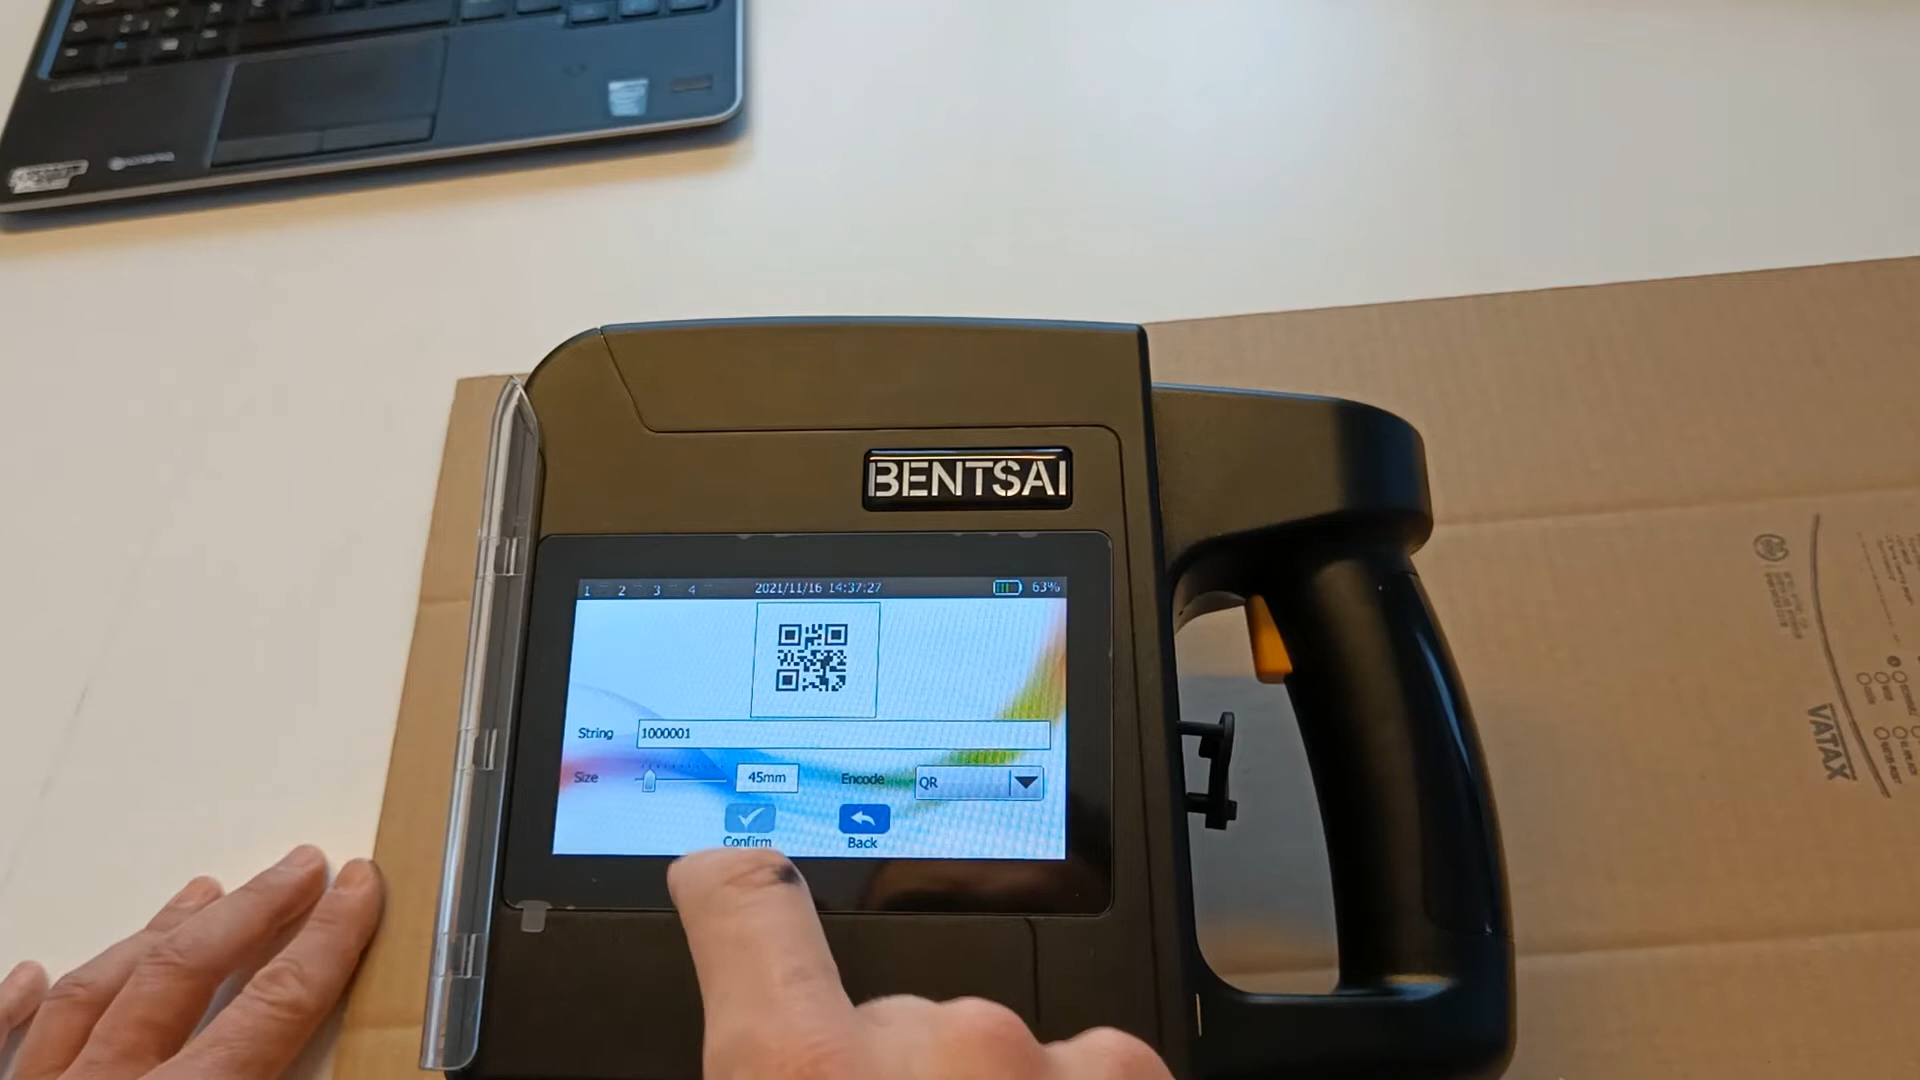 BENTSAI
1 2 3 4 2021/11/16 14:37:27 63%
String 1000001
Size 45mm Encode QR
Confirm Back
VATAX